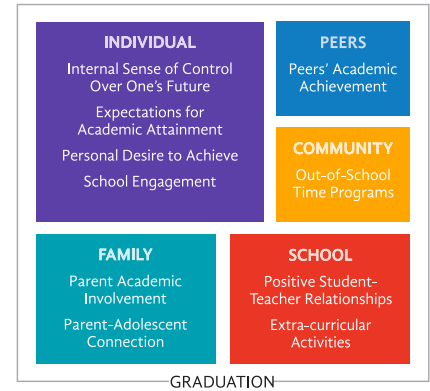 INDIVIDUAL
Internal Sense of Control
Over One's Future
Expectations for
Academic Attainment
Personal Desire to Achieve
School Engagement
PEERS
Peers' Academic
Achievement
COMMUNITY
Out-of-School
Time Programs
FAMILY
Parent Academic
Involvement
Parent-Adolescent
Connection
SCHOOL
Positive Student-
Teacher Relationships
Extra-curricular
Activities
GRADUATION